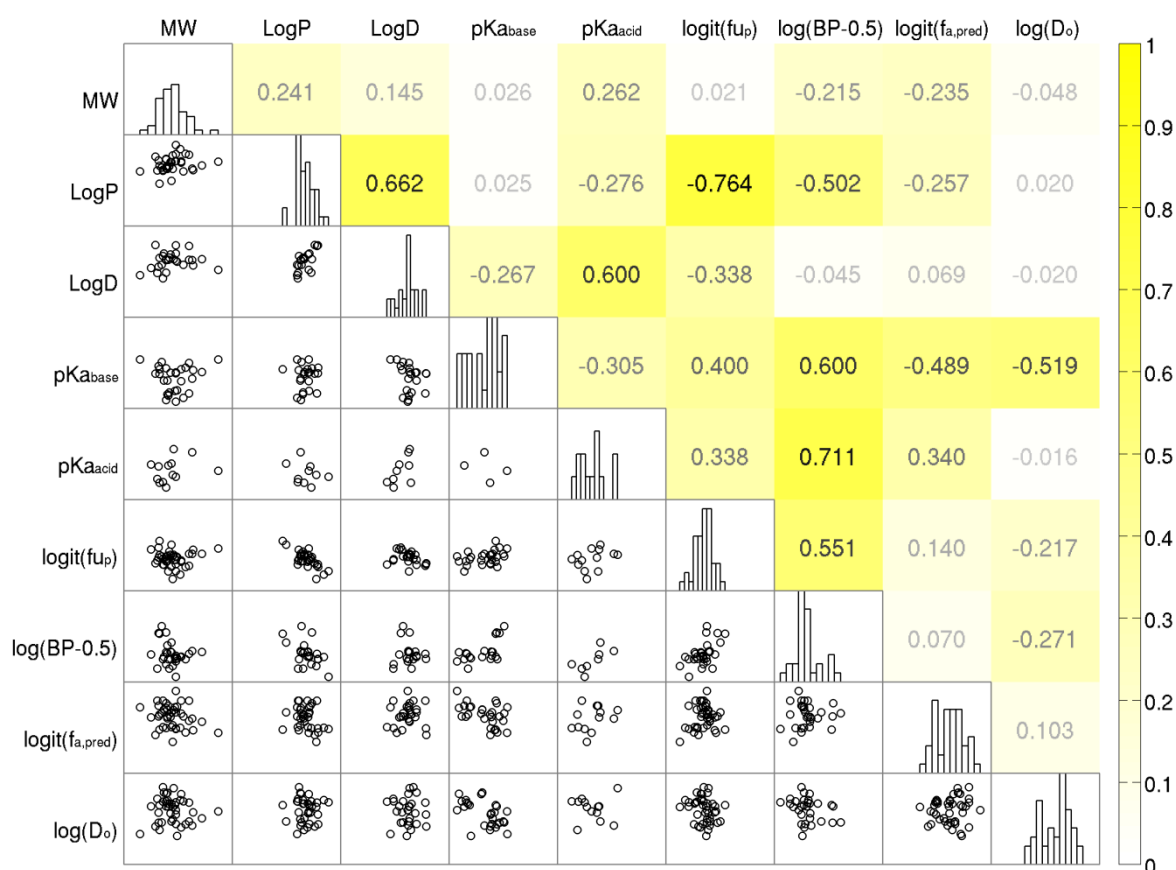 MW LogP LogD pKabase pKaacid logit(fup) log(BP-0.5) logit(fa,pred) log(Do)
MW 0.241 0.145 0.026 0.262 0.021 -0.215 -0.235 -0.048
LogP 0.662 0.025 -0.276 -0.764 -0.502 -0.257 0.020
LogD -0.267 0.600 -0.338 -0.045 0.069 -0.020
pKabase -0.305 0.400 0.600 -0.489 -0.519
pKaacid 0.338 0.711 0.340 -0.016
logit(fup) 0.551 0.140 -0.217
log(BP-0.5) 0.070 -0.271
logit(fa,pred) 0.103
log(Do)
1
0.9
0.8
0.7
0.6
0.5
0.4
0.3
0.2
0.1
0